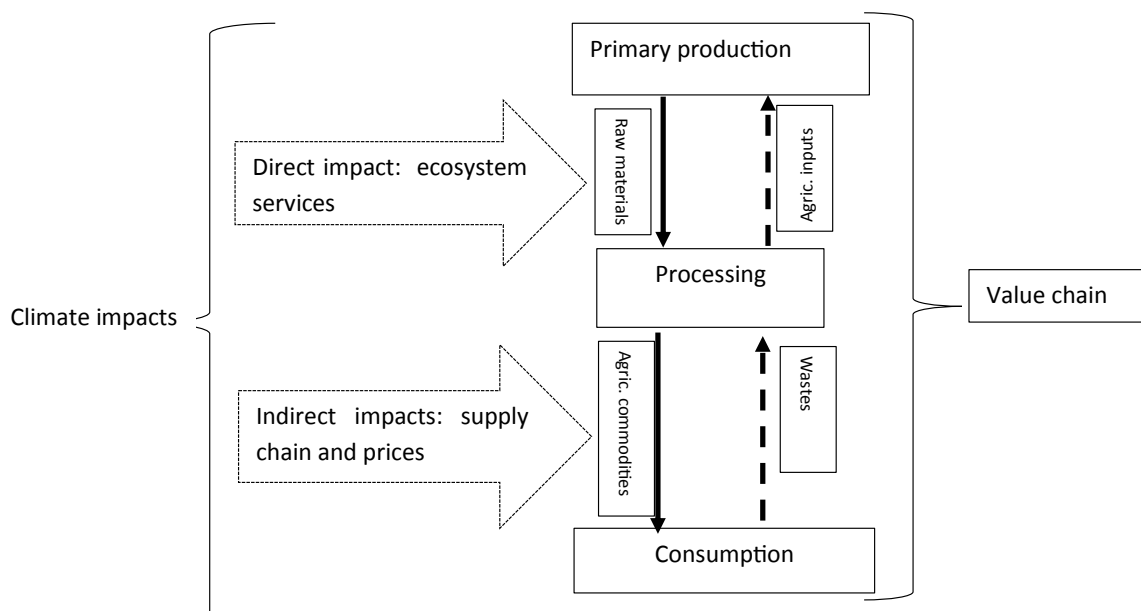 Primary production
Raw materials
Agric. inputs
Direct impact: ecosystem
services
Processing
Value chain
Climate impacts
Agric. commodities
Wastes
Indirect impacts: supply
chain and prices
Consumption